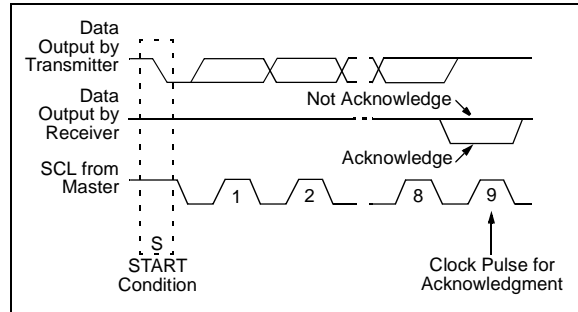 Data
Output by
Transmitter
Data
Output by
Receiver
Not Acknowledge
Acknowledge
SCL from
Master
1
2
8
9
S
START
Condition
Clock Pulse for
Acknowledgment